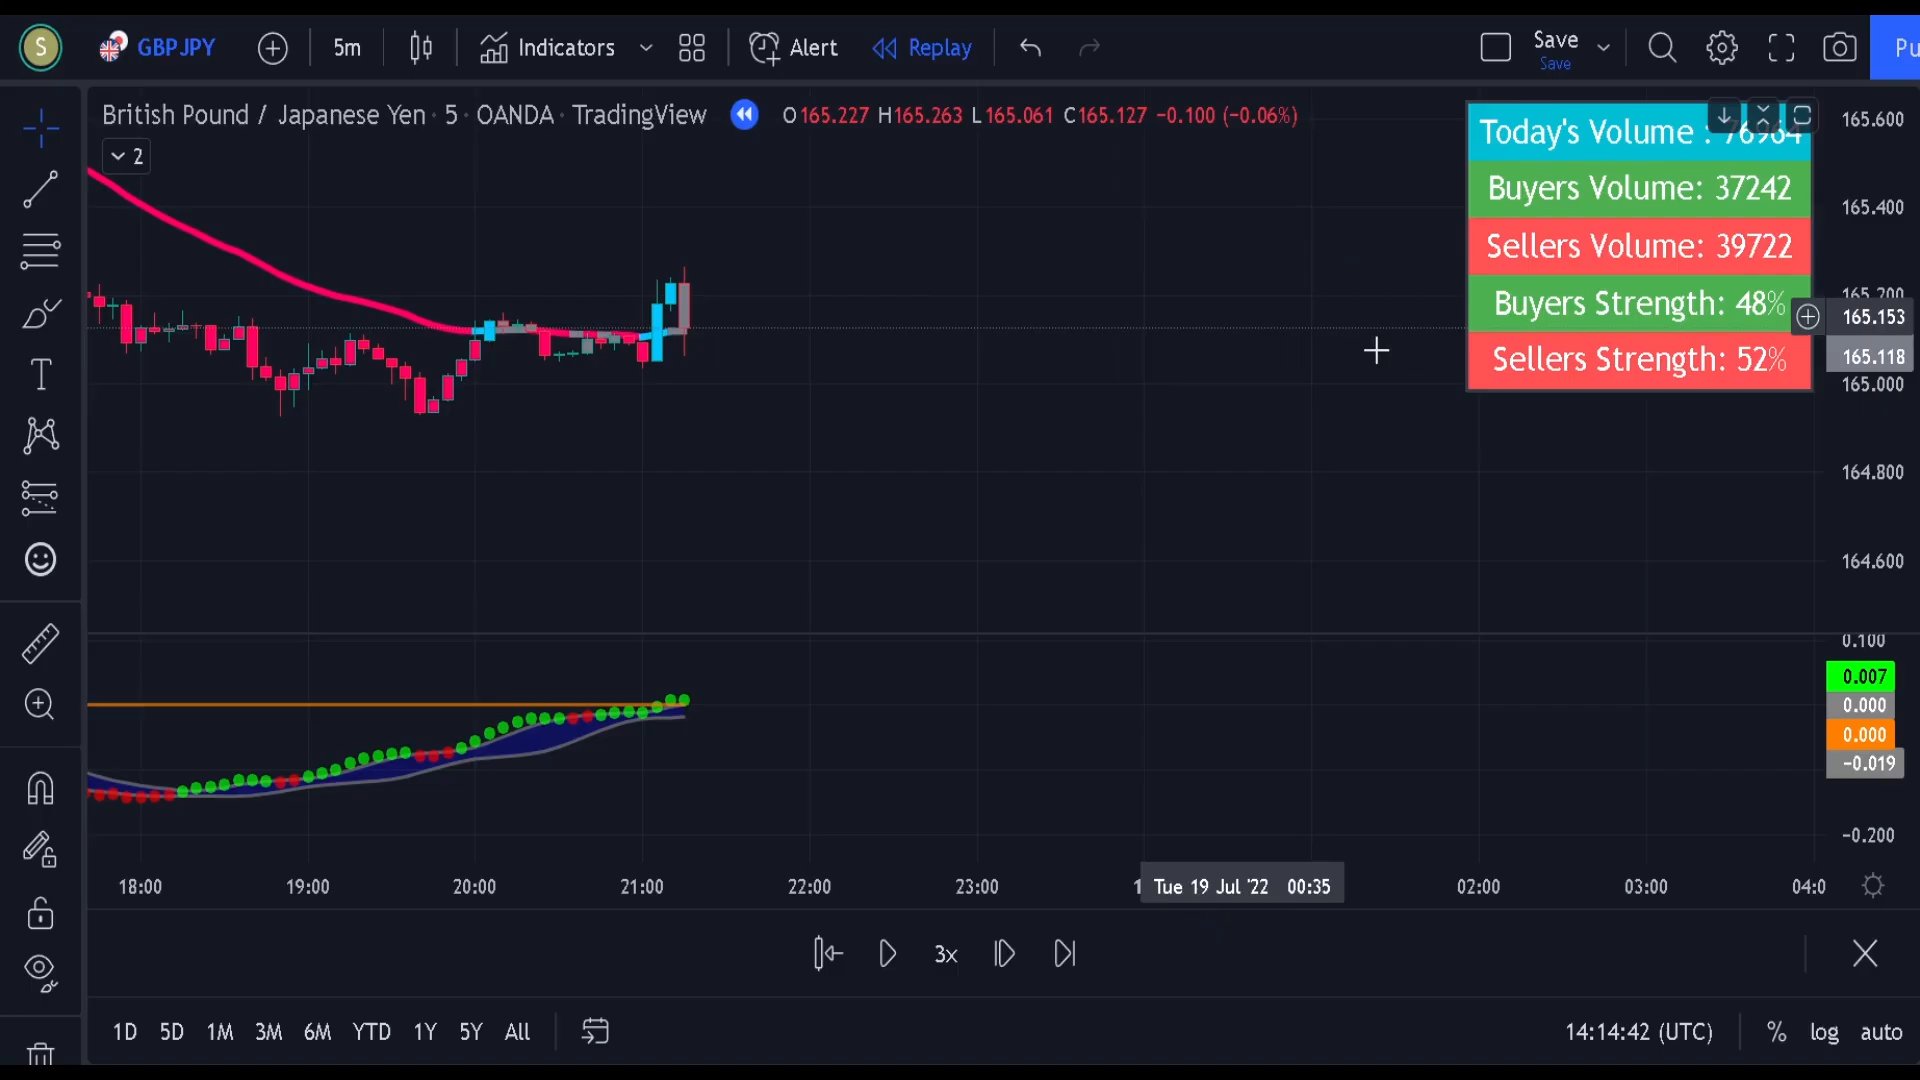 S GBPJPY 5m Indicators Alert Replay Save Pu
Save
British Pound / Japanese Yen · 5 · OANDA · TradingView O165.227 H165.263 L165.061 C165.127 −0.100 (−0.06%)
2
Today's Volume : 76964
Buyers Volume: 37242
Sellers Volume: 39722
Buyers Strength: 48%
Sellers Strength: 52%
165.600
165.400
165.153
165.118
165.000
164.800
164.600
0.100
0.007
0.000
0.000
−0.019
−0.200
18:00 19:00 20:00 21:00 22:00 23:00 Tue 19 Jul '22 00:35 02:00 03:00 04:0
3x
1D 5D 1M 3M 6M YTD 1Y 5Y All 14:14:42 (UTC) % log auto